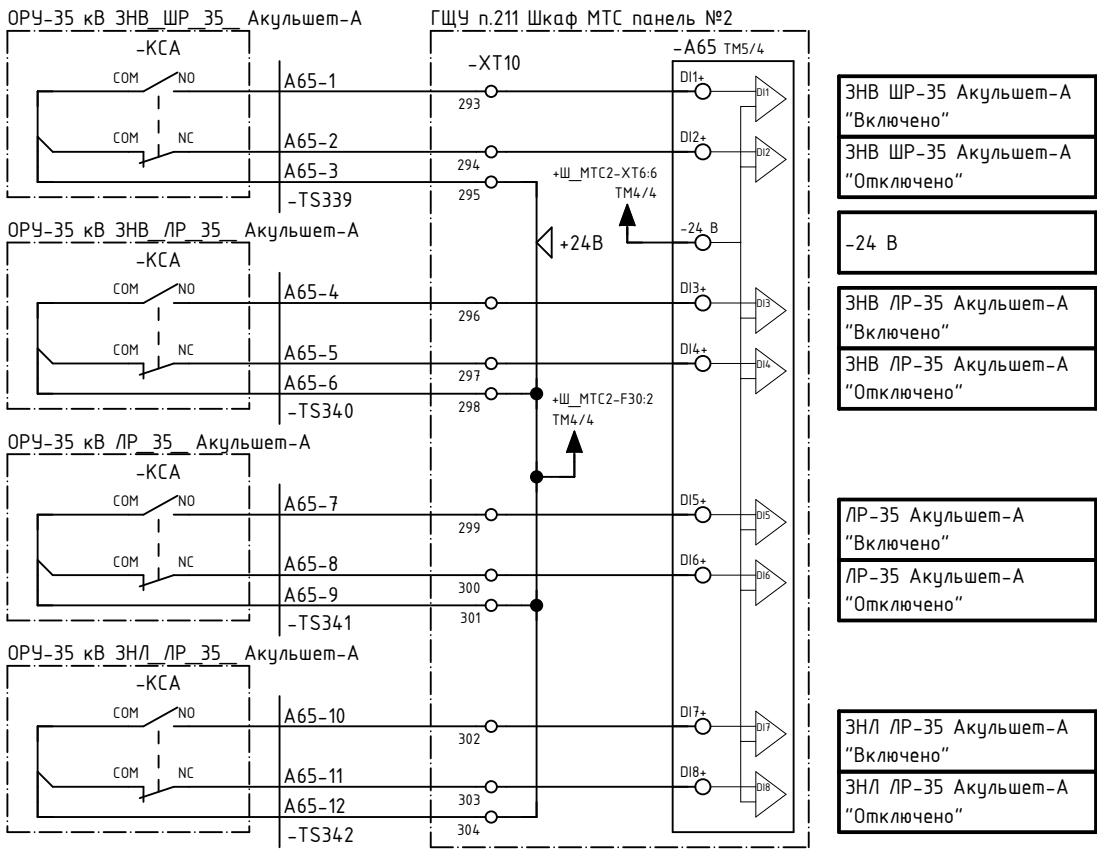 ОРУ-35 кВ ЗНВ_ШР_35_ Акульшет-А
ГЩУ п.211 Шкаф МТС панель №2
-КСА
-XT10
-A65 ТМ5/4
COM
NO
A65-1
293
DI1+
DI1
ЗНВ ШР-35 Акульшет-А
"Включено"
COM
NC
A65-2
294
DI2+
DI2
ЗНВ ШР-35 Акульшет-А
"Отключено"
A65-3
295
-TS339
+Ш_МТС2-XT6:6
ТМ4/4
ОРУ-35 кВ ЗНВ_ЛР_35_ Акульшет-А
+24В
-24 В
-24 В
-КСА
COM
NO
A65-4
296
DI3+
DI3
ЗНВ ЛР-35 Акульшет-А
"Включено"
COM
NC
A65-5
297
DI4+
DI4
ЗНВ ЛР-35 Акульшет-А
"Отключено"
A65-6
298
-TS340
+Ш_МТС2-F30:2
ТМ4/4
ОРУ-35 кВ ЛР_35_ Акульшет-А
-КСА
COM
NO
A65-7
299
DI5+
DI5
ЛР-35 Акульшет-А
"Включено"
COM
NC
A65-8
300
DI6+
DI6
ЛР-35 Акульшет-А
"Отключено"
A65-9
301
-TS341
ОРУ-35 кВ ЗНЛ_ЛР_35_ Акульшет-А
-КСА
COM
NO
A65-10
302
DI7+
DI7
ЗНЛ ЛР-35 Акульшет-А
"Включено"
COM
NC
A65-11
303
DI8+
DI8
ЗНЛ ЛР-35 Акульшет-А
"Отключено"
A65-12
304
-TS342